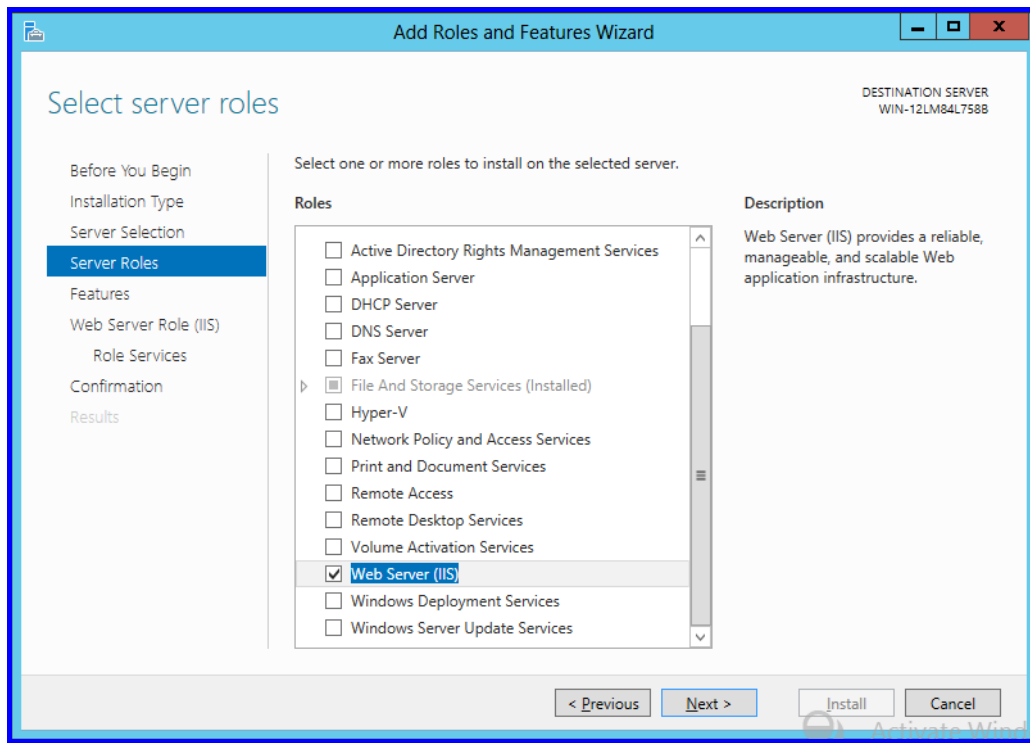 Add Roles and Features Wizard
Select server roles
DESTINATION SERVER
WIN-12LM84L758B
Before You Begin
Installation Type
Server Selection
Server Roles
Features
Web Server Role (IIS)
Role Services
Confirmation
Results
Select one or more roles to install on the selected server.
Roles
Active Directory Rights Management Services
Application Server
DHCP Server
DNS Server
Fax Server
File And Storage Services (Installed)
Hyper-V
Network Policy and Access Services
Print and Document Services
Remote Access
Remote Desktop Services
Volume Activation Services
Web Server (IIS)
Windows Deployment Services
Windows Server Update Services
Description
Web Server (IIS) provides a reliable,
manageable, and scalable Web
application infrastructure.
< Previous
Next >
Install
Cancel
Activate Wind